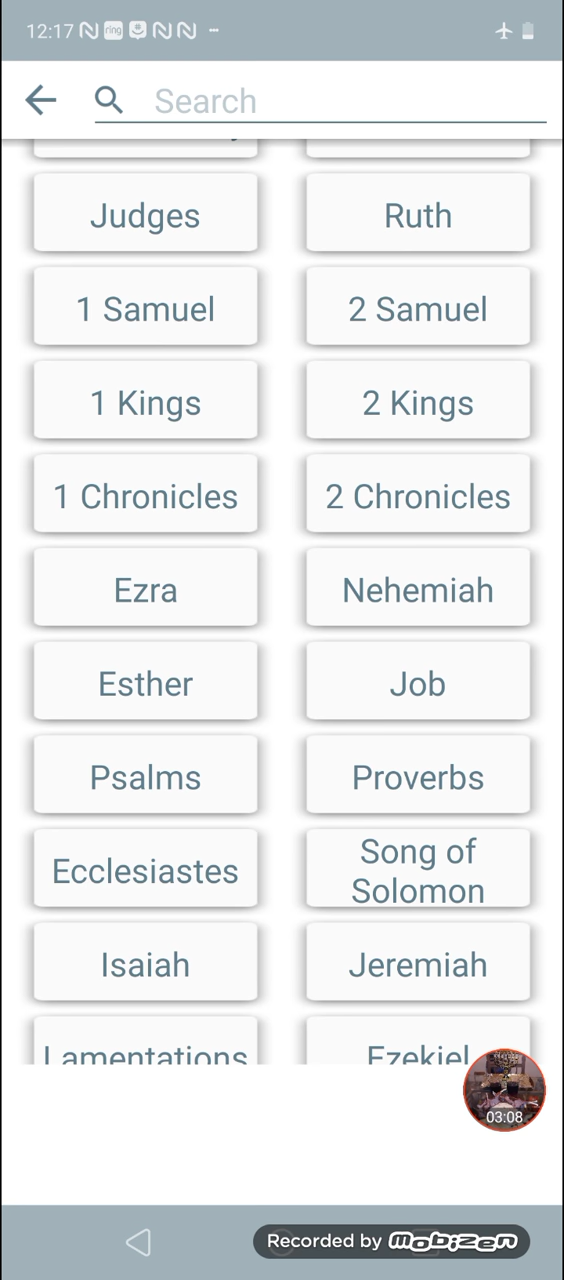 12:17 ring
Search
Judges Ruth
1 Samuel 2 Samuel
1 Kings 2 Kings
1 Chronicles 2 Chronicles
Ezra Nehemiah
Esther Job
Psalms Proverbs
Ecclesiastes Song of
Solomon
Isaiah Jeremiah
Lamentations Ezekiel
03:08
Recorded by mobizen